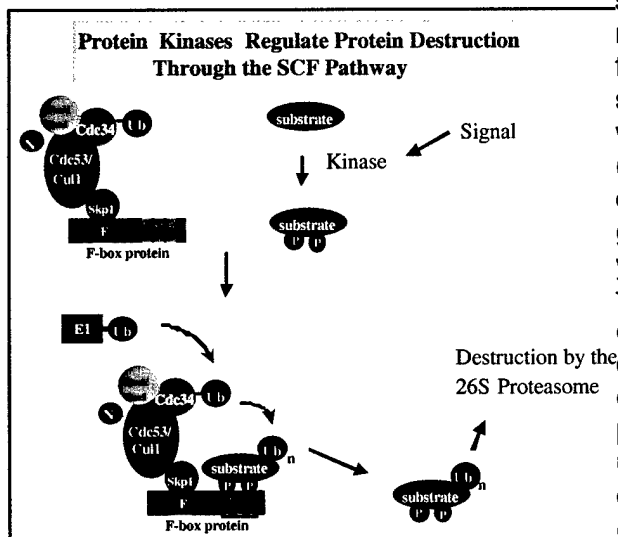 Protein Kinases Regulate Protein Destruction
Through the SCF Pathway
Cdc34
Ub
substrate
Signal
Cdc53/
Cul1
Kinase
Skp1
substrate
P P
F
F-box protein
E1
Ub
Destruction by the
26S Proteasome
Cdc34
Ub
Cdc53/
Cul1
Ub
n
substrate
P P
Skp1
F
F-box protein
Ub
n
substrate
P P